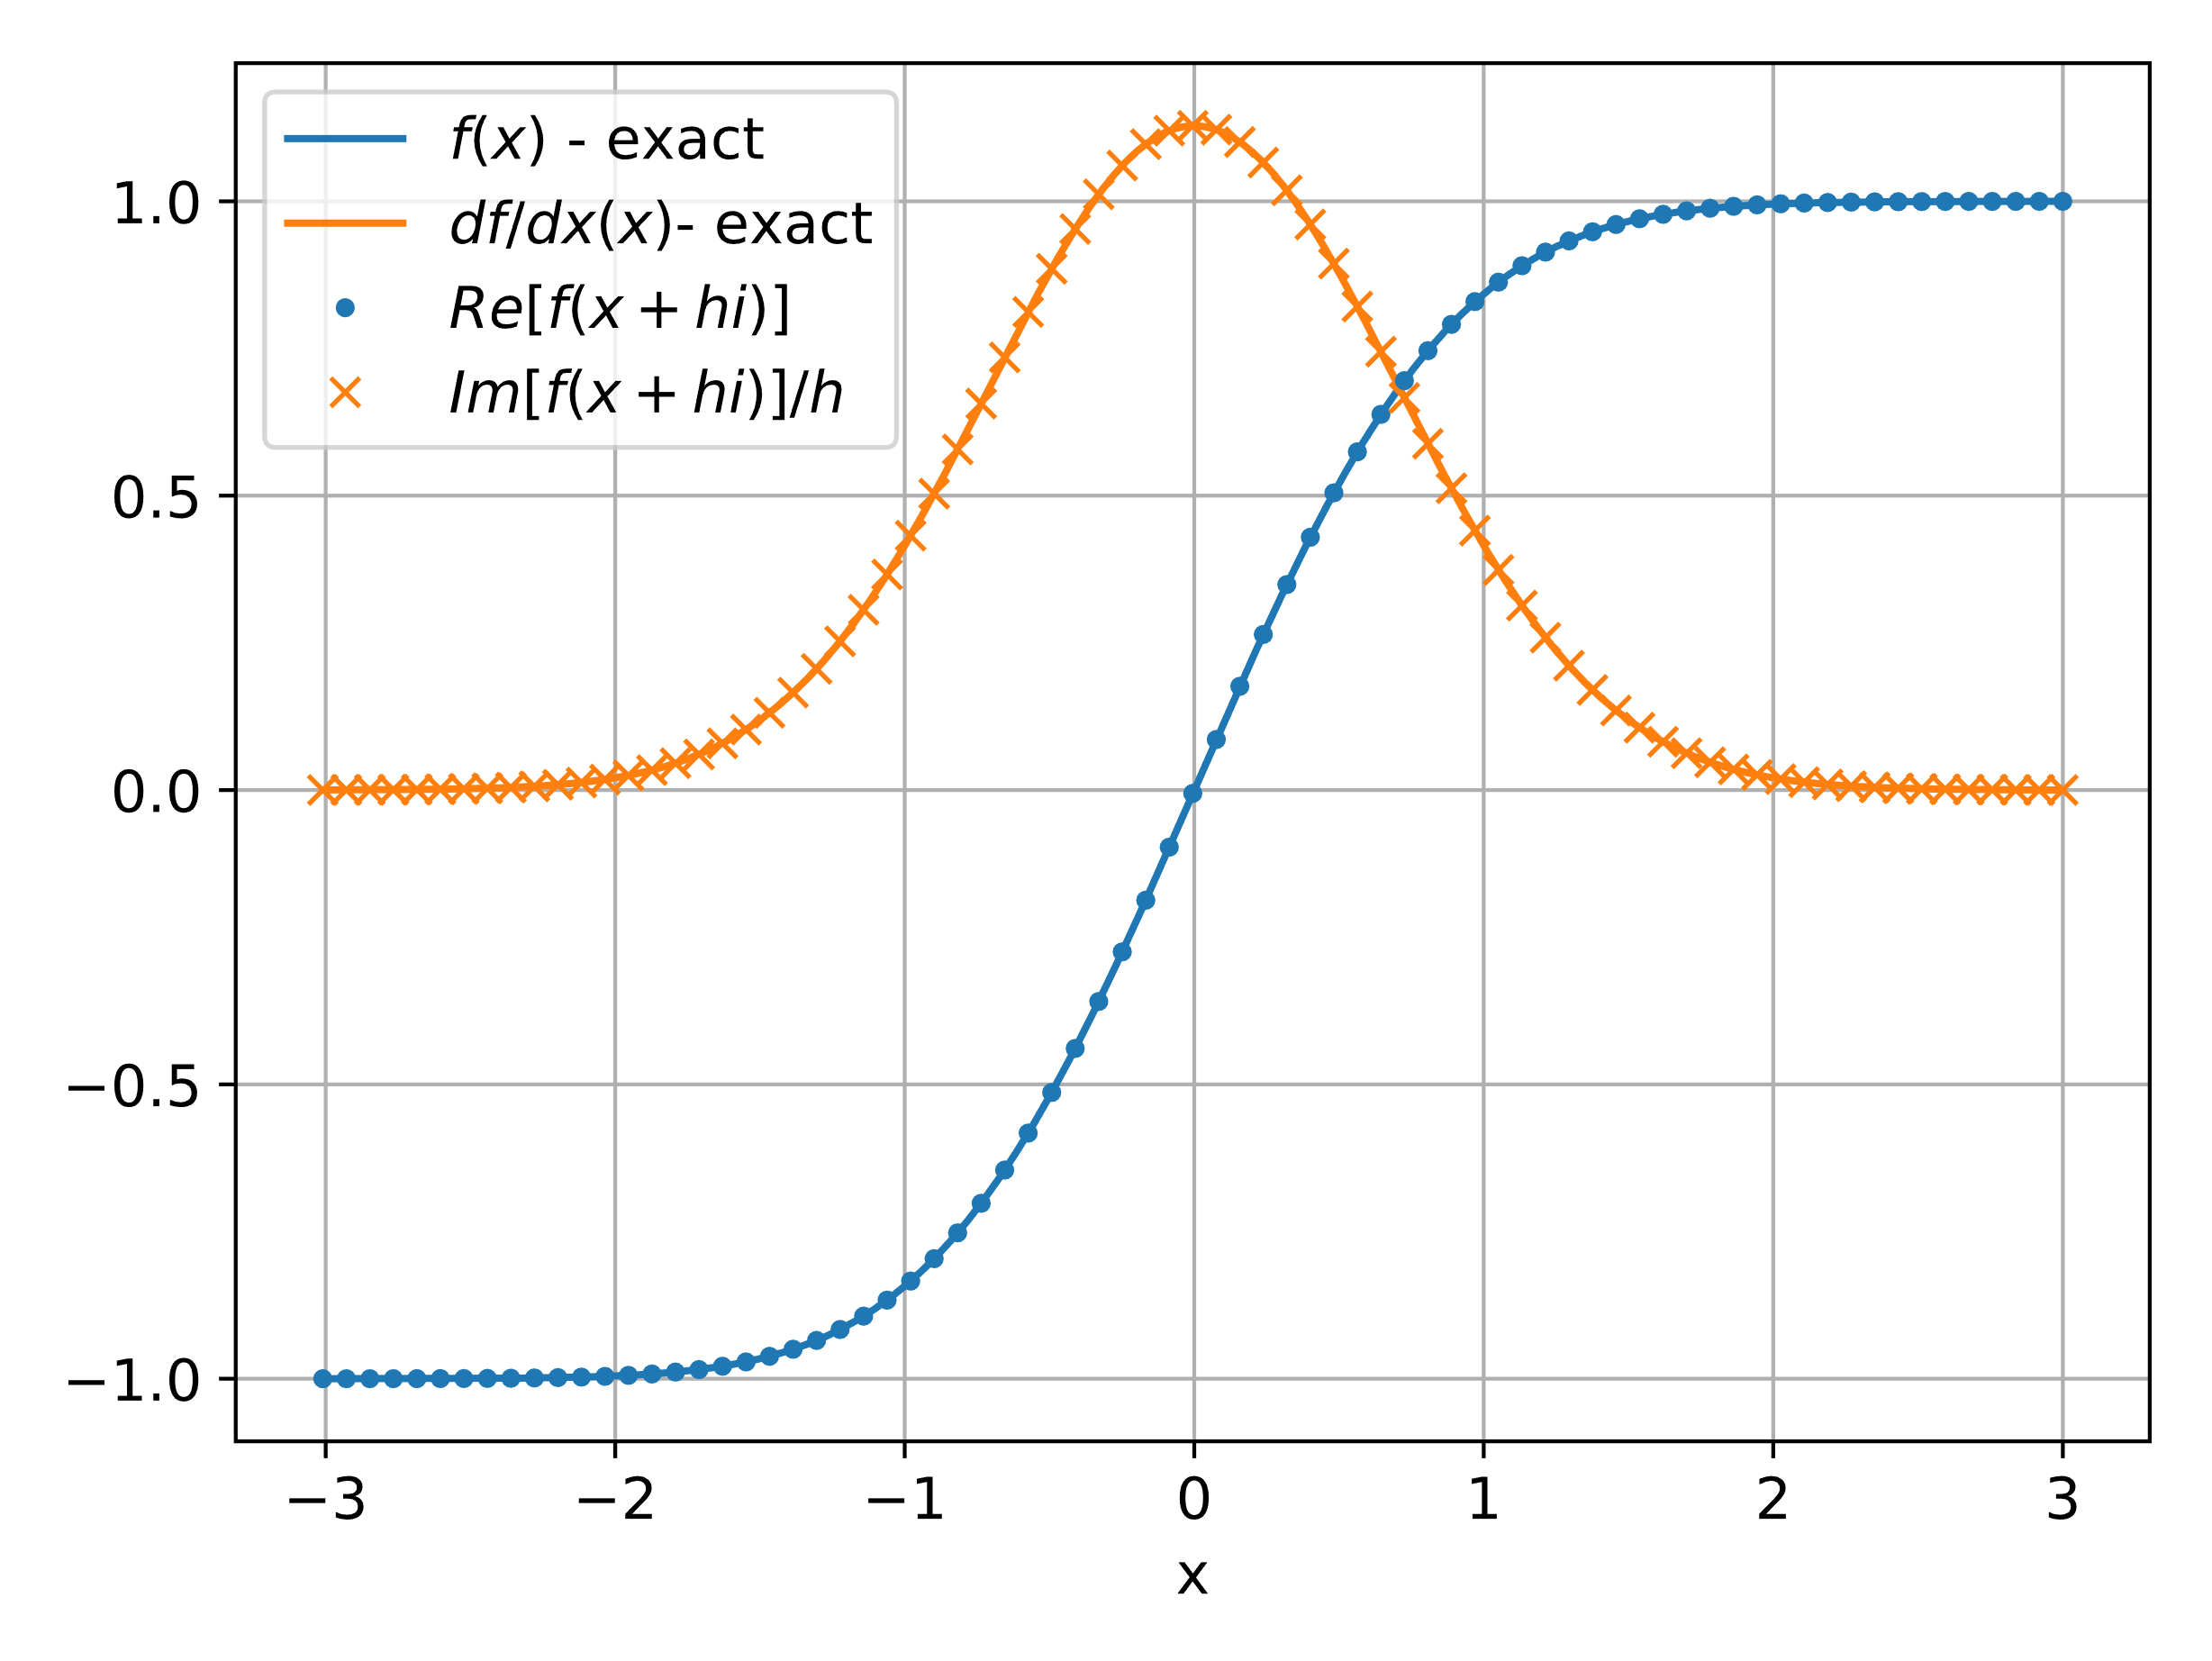 f(x) - exact
df/dx(x)- exact
Re[f(x + hi)]
Im[f(x + hi)]/h
1.0
0.5
0.0
−0.5
−1.0
−3 −2 −1 0 1 2 3
x